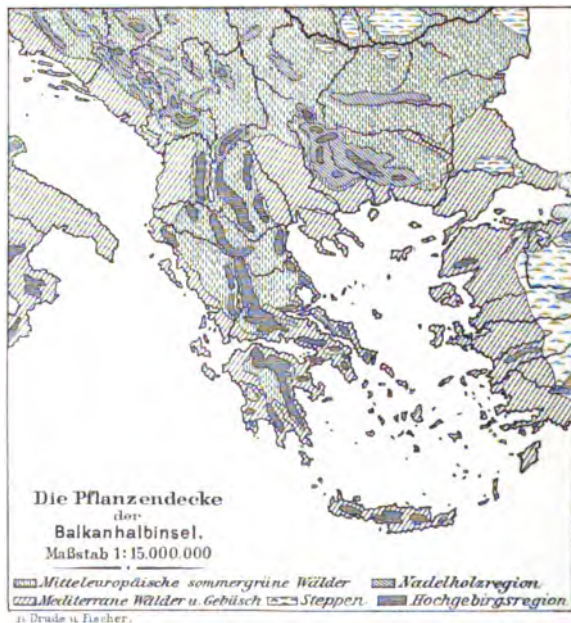 Die Pflanzendecke
der
Balkanhalbinsel.
Maßstab 1:15.000.000
Mitteleuropäische sommergrüne Wälder Nadelholzregion
Mediterrane Wälder u. Gebüsch Steppen Hochgebirgsregion
n. Drude u. Fischer.